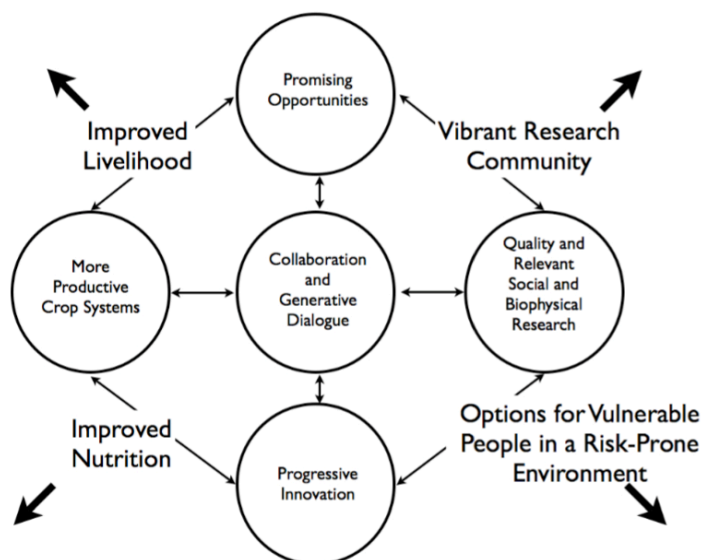 Promising
Opportunities
Improved
Livelihood
Vibrant Research
Community
More
Productive
Crop Systems
Collaboration
and
Generative
Dialogue
Quality and
Relevant
Social and
Biophysical
Research
Improved
Nutrition
Progressive
Innovation
Options for Vulnerable
People in a Risk-Prone
Environment